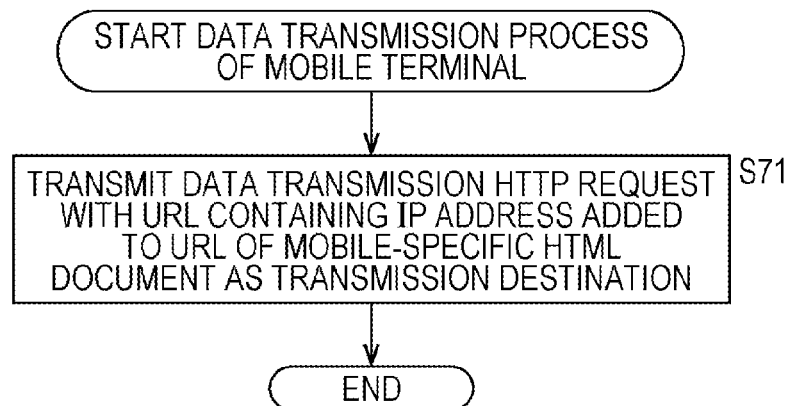 START DATA TRANSMISSION PROCESS
OF MOBILE TERMINAL
S71
TRANSMIT DATA TRANSMISSION HTTP REQUEST
WITH URL CONTAINING IP ADDRESS ADDED
TO URL OF MOBILE-SPECIFIC HTML
DOCUMENT AS TRANSMISSION DESTINATION
END